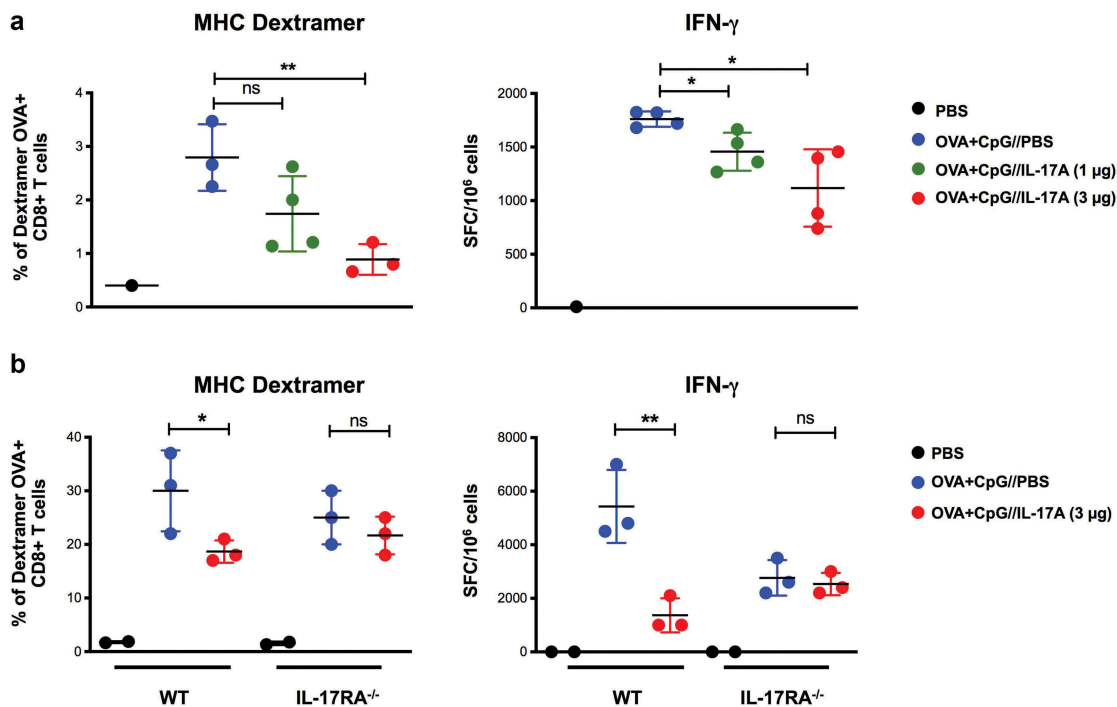 a
MHC Dextramer
IFN-γ
% of Dextramer OVA+
CD8+ T cells
4
3
2
1
0
**
ns
SFC/10⁶ cells
2000
1500
1000
500
0
*
*
PBS
OVA+CpG//PBS
OVA+CpG//IL-17A (1 µg)
OVA+CpG//IL-17A (3 µg)
b
MHC Dextramer
IFN-γ
% of Dextramer OVA+
CD8+ T cells
40
30
20
10
0
*
ns
WT
IL-17RA⁻/⁻
SFC/10⁶ cells
8000
6000
4000
2000
0
**
ns
WT
IL-17RA⁻/⁻
PBS
OVA+CpG//PBS
OVA+CpG//IL-17A (3 µg)